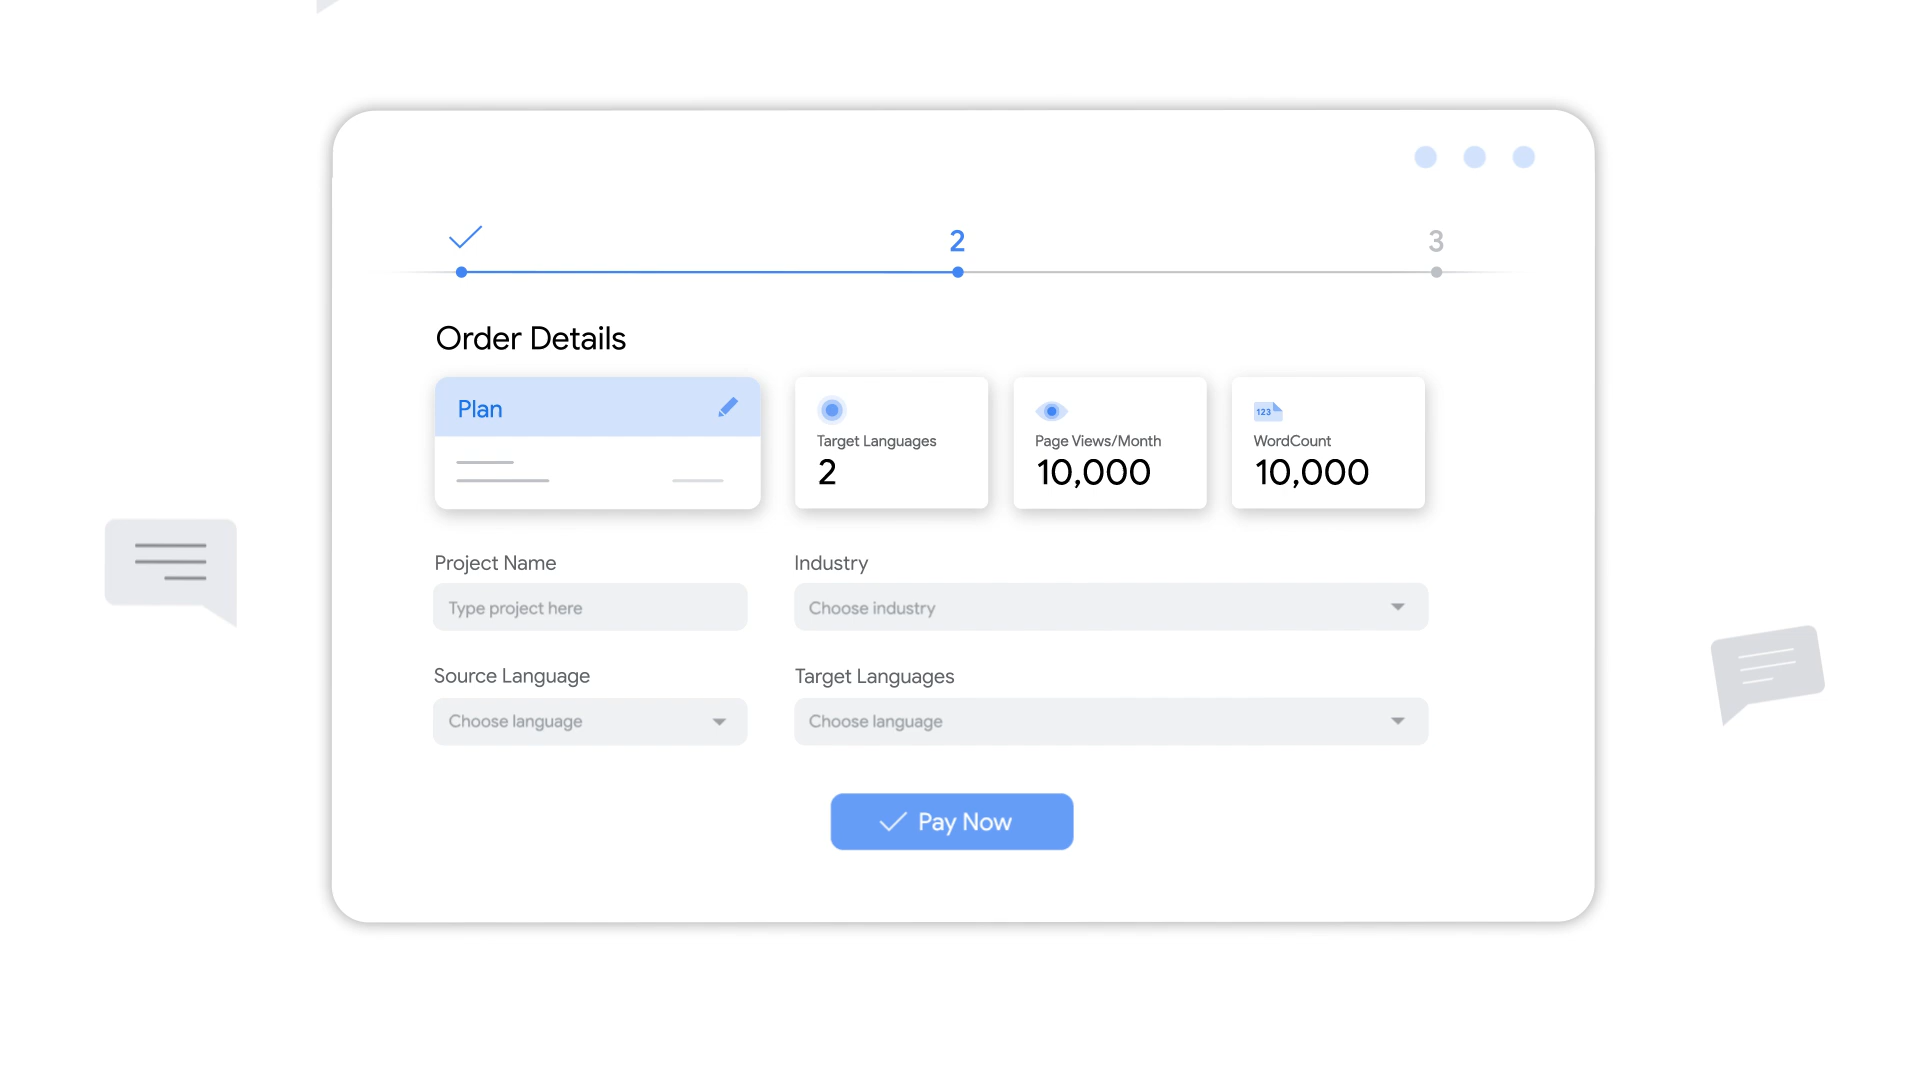 2
3
Order Details
Plan
Target Languages
2
Page Views/Month
10,000
123
WordCount
10,000
Project Name
Type project here
Industry
Choose industry
Source Language
Choose language
Target Languages
Choose language
Pay Now